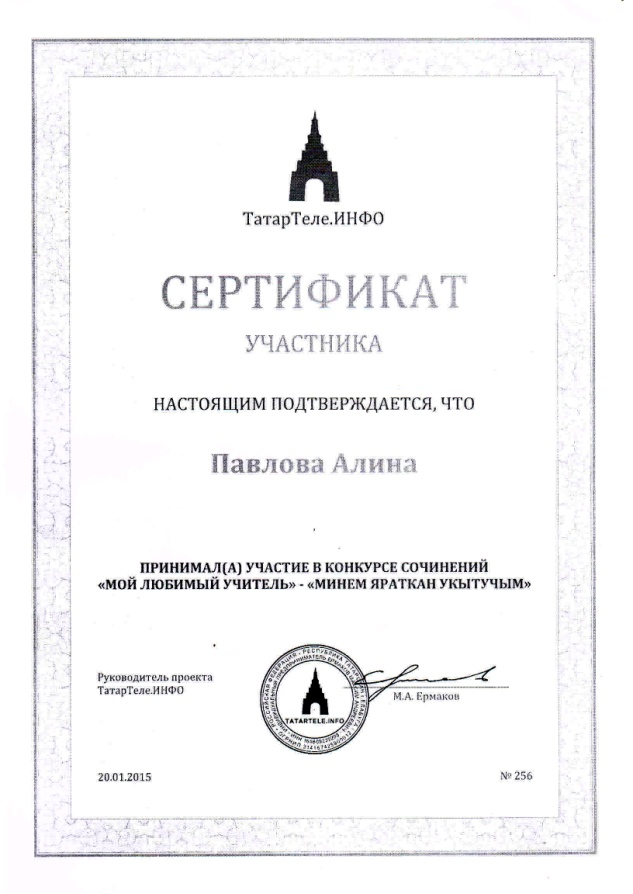 ТатарТеле.ИНФО
СЕРТИФИКАТ
УЧАСТНИКА
НАСТОЯЩИМ ПОДТВЕРЖДАЕТСЯ, ЧТО
Павлова Алина
ПРИНИМАЛ(А) УЧАСТИЕ В КОНКУРСЕ СОЧИНЕНИЙ
«МОЙ ЛЮБИМЫЙ УЧИТЕЛЬ» - «МИНЕМ ЯРАТКАН УКЫТУЧЫМ»
Руководитель проекта
ТатарТеле.ИНФО
TATARTELE.INFO
М.А. Ермаков
20.01.2015
№ 256